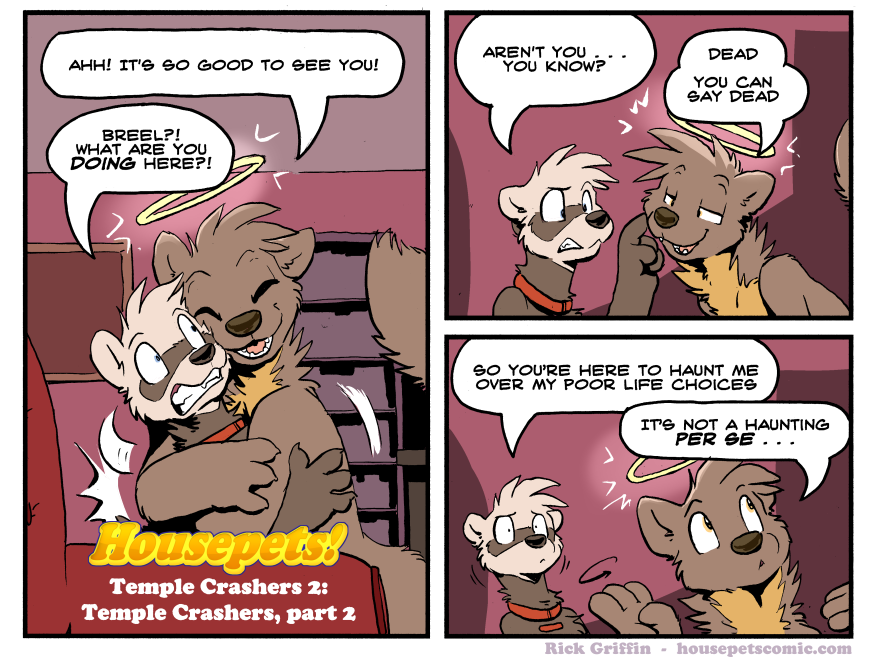 AHH! IT'S SO GOOD TO SEE YOU!
BREEL?!
WHAT ARE YOU
DOING HERE?!
Housepets!
Temple Crashers 2:
Temple Crashers, part 2
AREN'T YOU . . .
YOU KNOW?
DEAD
YOU CAN
SAY DEAD
SO YOU'RE HERE TO HAUNT ME
OVER MY POOR LIFE CHOICES
IT'S NOT A HAUNTING
PER SE . . .
Rick Griffin - housepetscomic.com